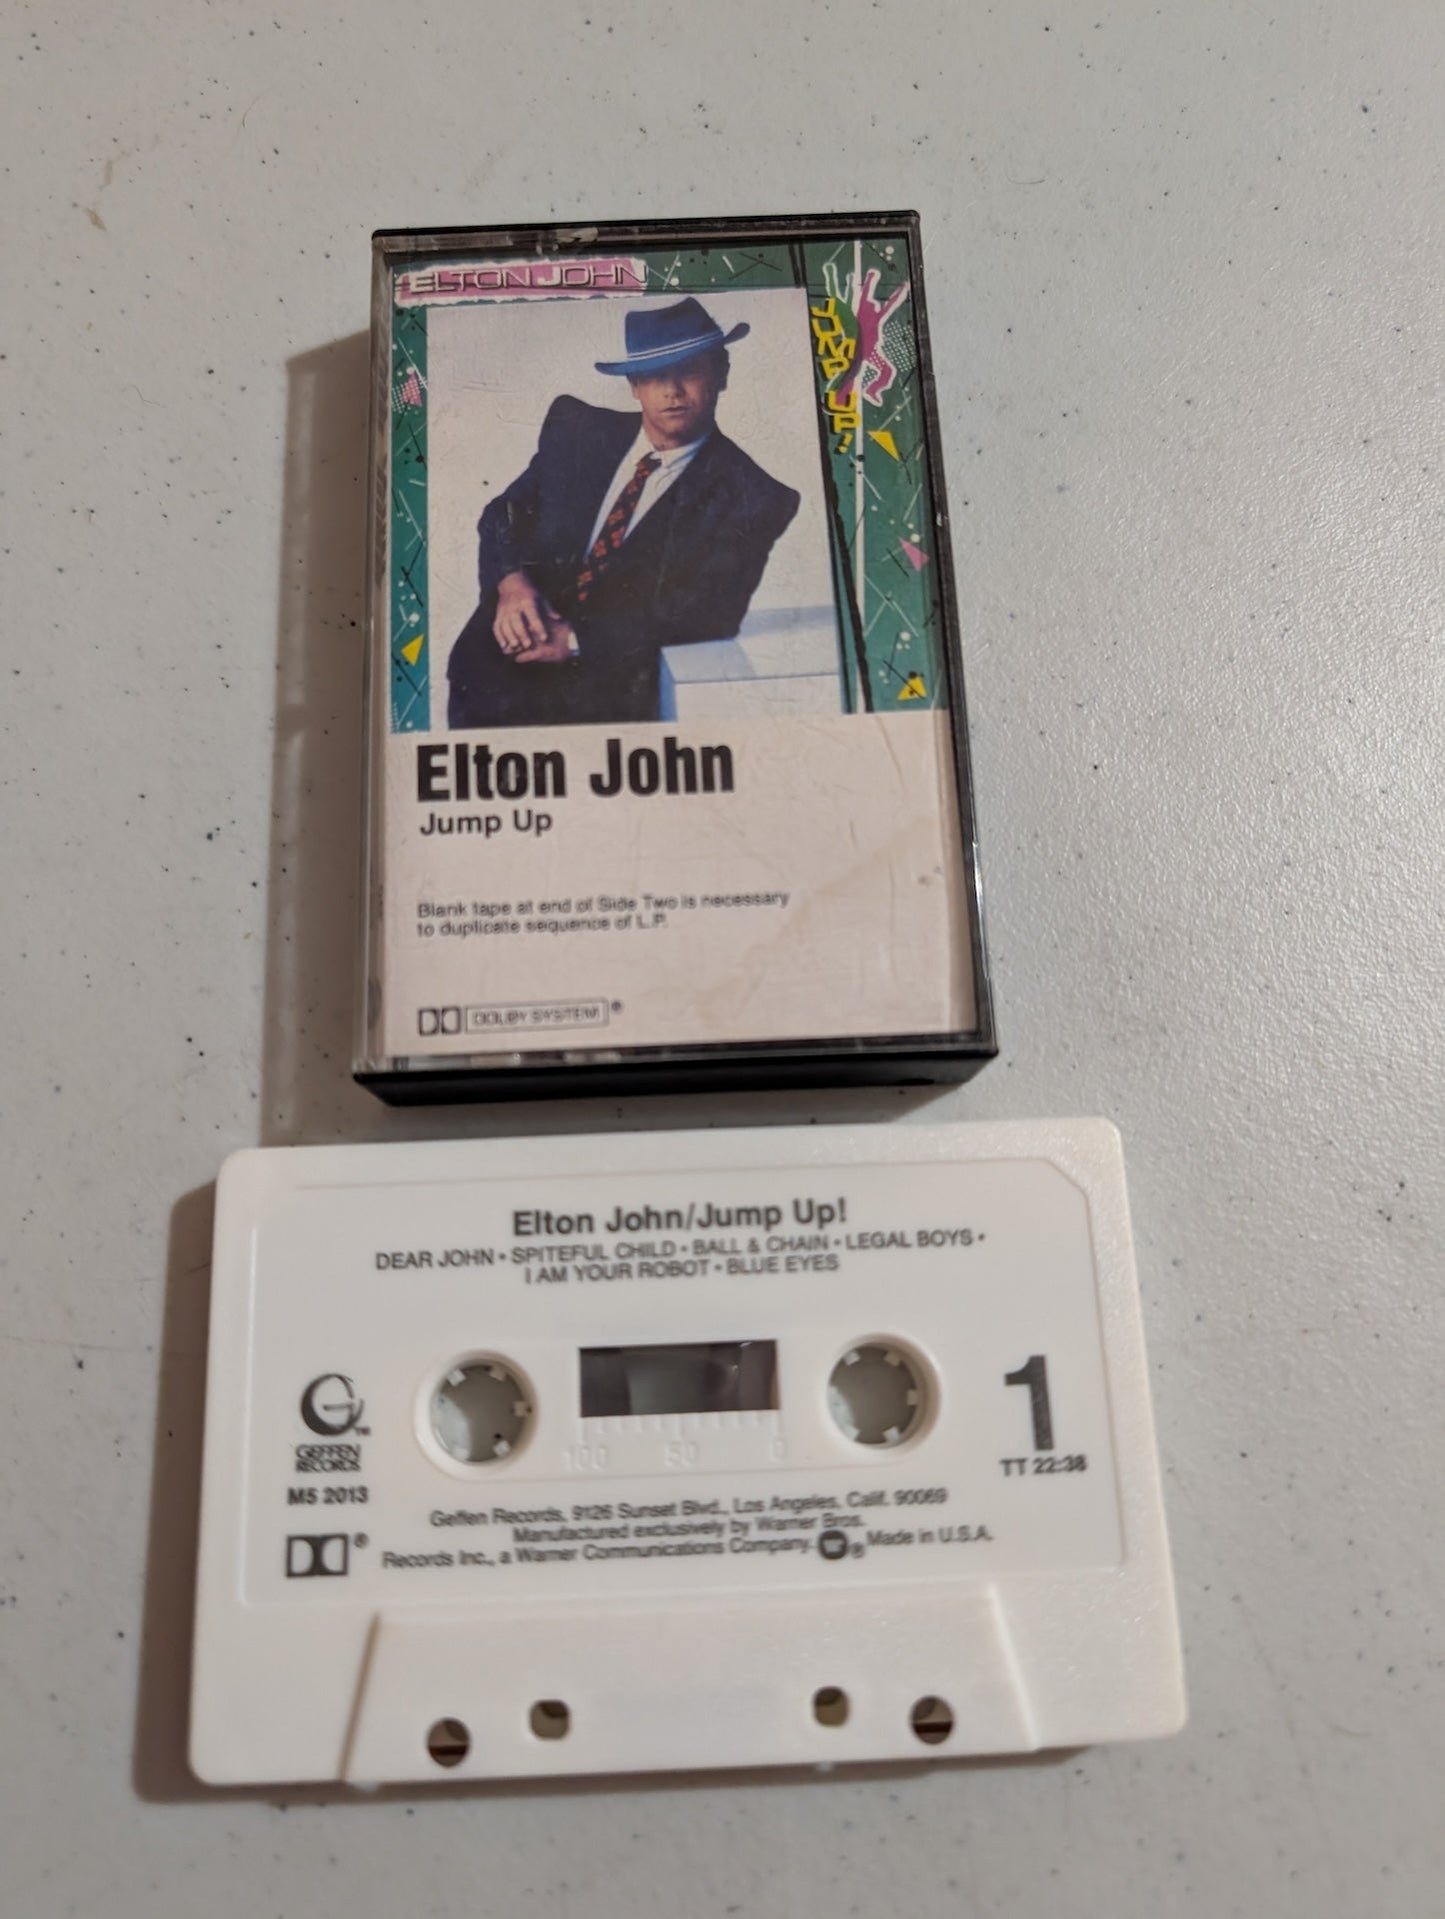 ELTON JOHN
JUMP UP!
Elton John
Jump Up
Blank tape at end of Side Two is necessary
to duplicate sequence of L.P.
DOLBY SYSTEM ®
Elton John/Jump Up!
DEAR JOHN • SPITEFUL CHILD • BALL & CHAIN • LEGAL BOYS •
I AM YOUR ROBOT • BLUE EYES
G TM
GEFFEN
RECORDS
M5 2013
®
100 50 0
1
TT 22:38
Geffen Records, 9126 Sunset Blvd., Los Angeles, Calif. 90069
Manufactured exclusively by Warner Bros.
Records Inc., a Warner Communications Company. ® Made in U.S.A.